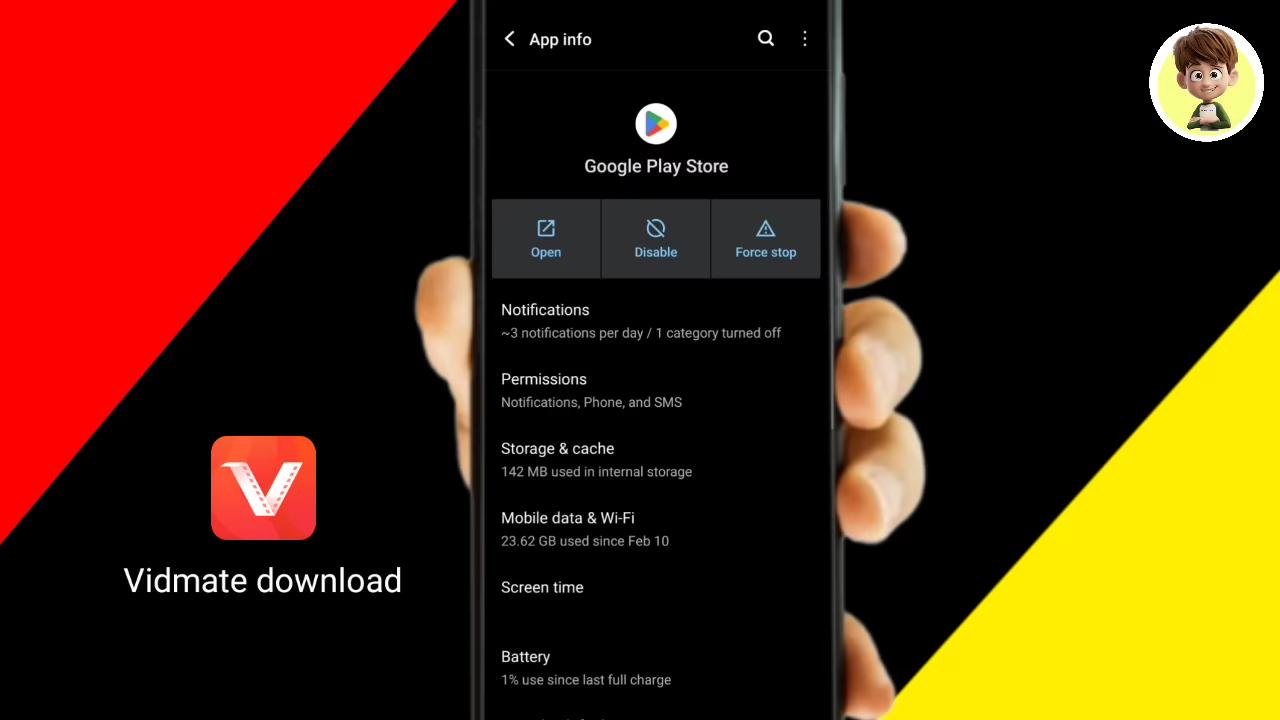 App info
Google Play Store
Open
Disable
Force stop
Notifications
~3 notifications per day / 1 category turned off
Permissions
Notifications, Phone, and SMS
Storage & cache
142 MB used in internal storage
Mobile data & Wi-Fi
23.62 GB used since Feb 10
Screen time
Battery
1% use since last full charge
Vidmate download